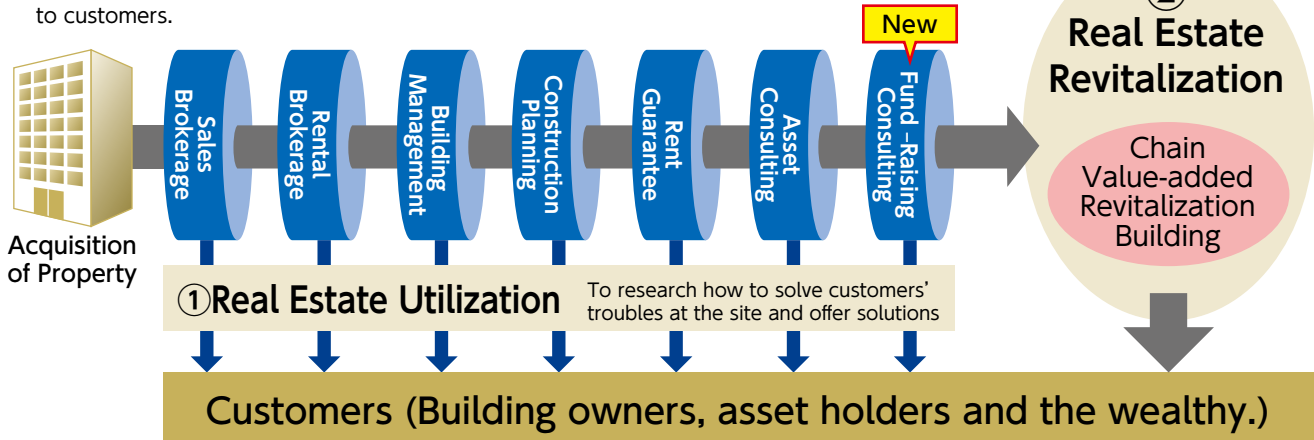 to customers.
New
②
Real Estate
Revitalization
Chain
Value-added
Revitalization
Building
Sales
Brokerage
Rental
Brokerage
Building
Management
Construction
Planning
Rent
Guarantee
Asset
Consulting
Fund –Raising
Consulting
Acquisition
of Property
①Real Estate Utilization
To research how to solve customers’
troubles at the site and offer solutions
Customers (Building owners, asset holders and the wealthy.)